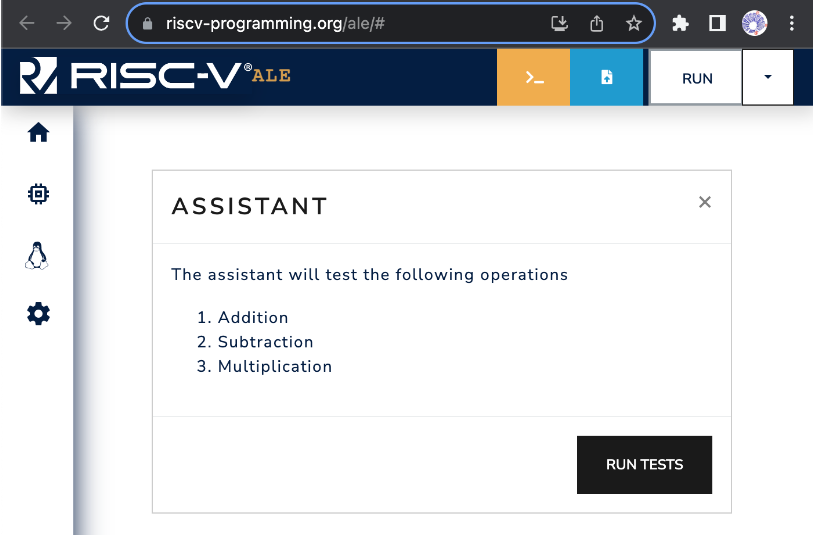 riscv-programming.org/ale/#
RISC-V® ALE
RUN
ASSISTANT
The assistant will test the following operations
1. Addition
2. Subtraction
3. Multiplication
RUN TESTS